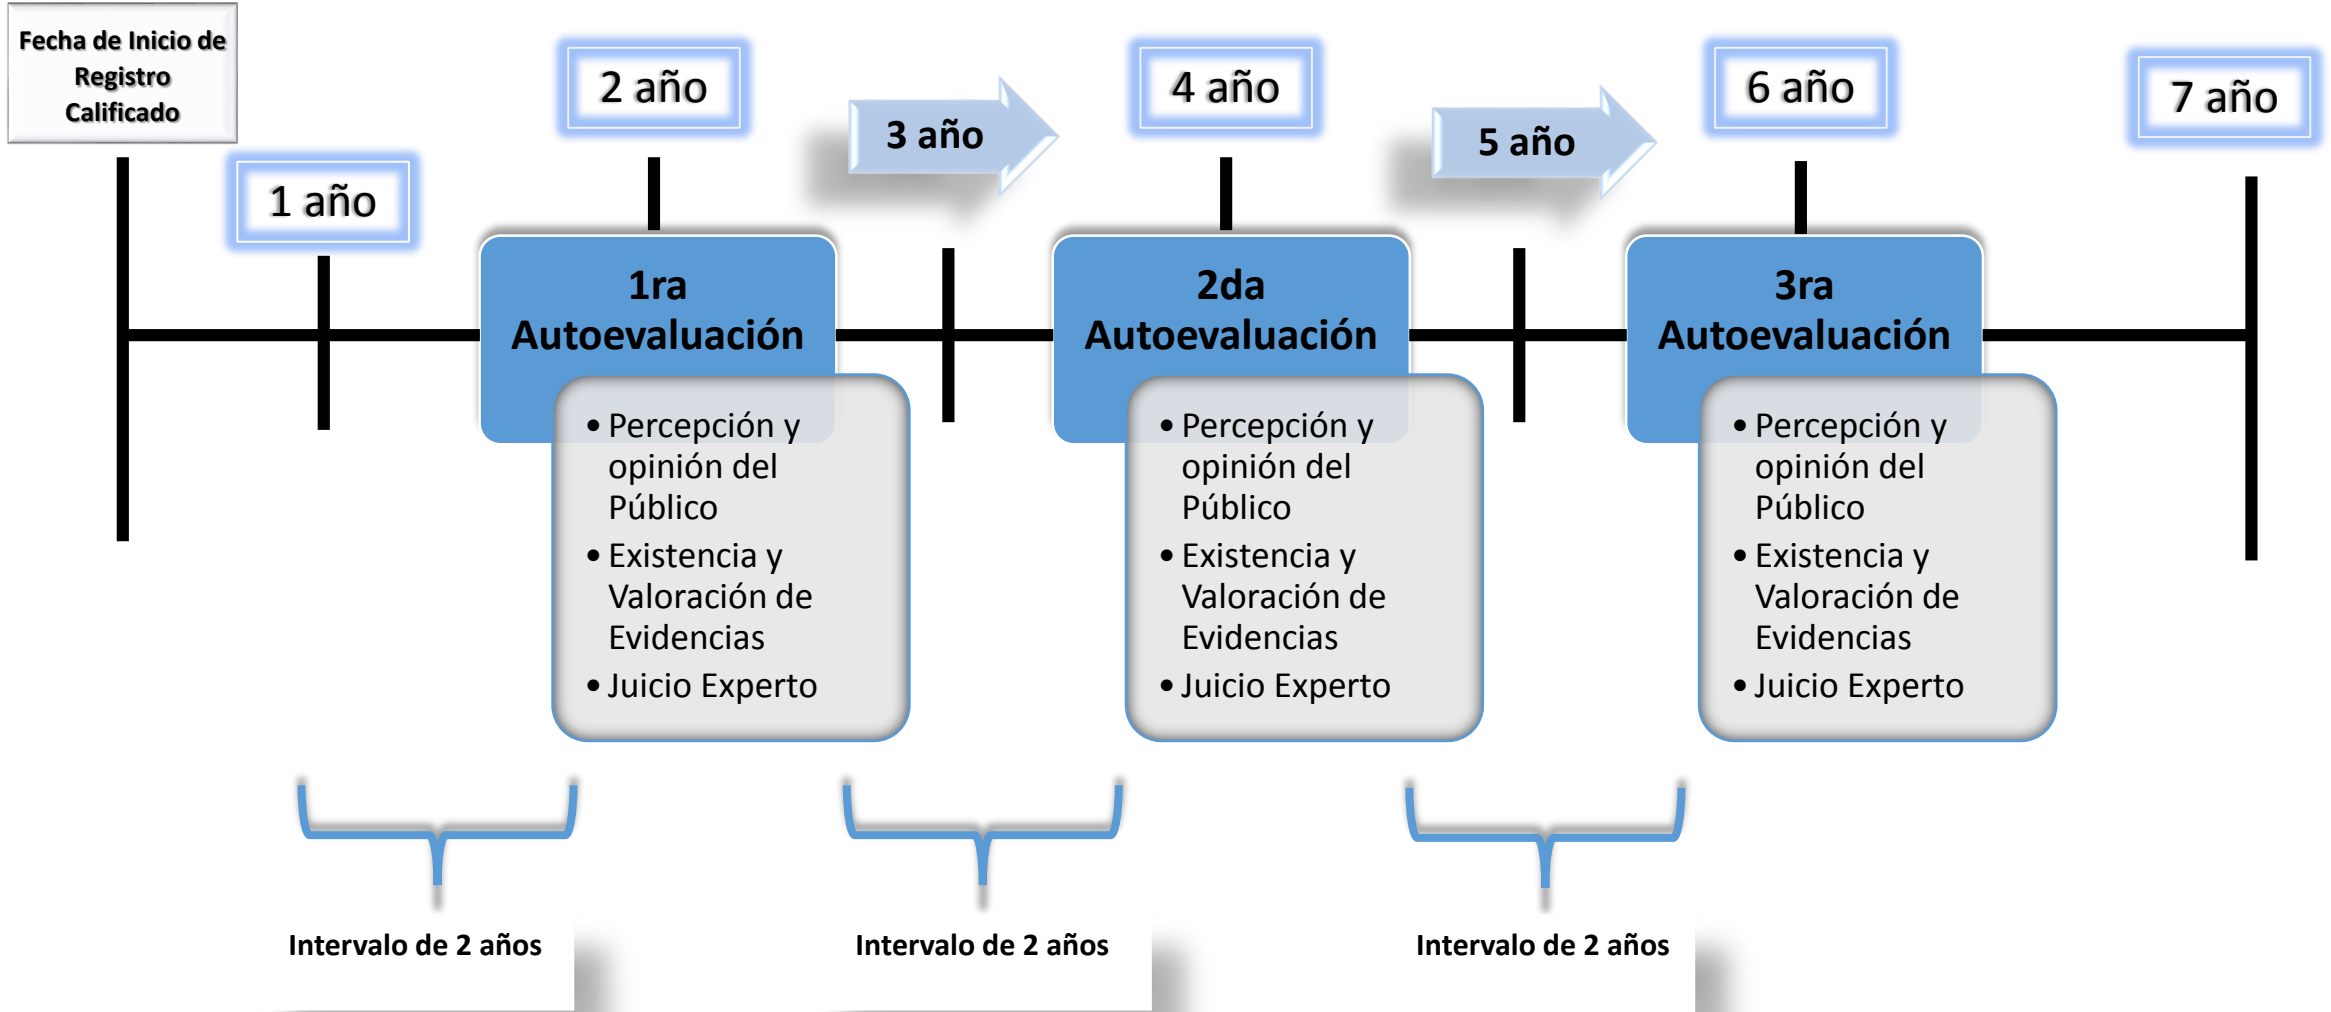 Fecha de Inicio de
Registro
Calificado
1 año
2 año
3 año
4 año
5 año
6 año
7 año
1ra
Autoevaluación
• Percepción y
opinión del
Público
• Existencia y
Valoración de
Evidencias
• Juicio Experto
2da
Autoevaluación
• Percepción y
opinión del
Público
• Existencia y
Valoración de
Evidencias
• Juicio Experto
3ra
Autoevaluación
• Percepción y
opinión del
Público
• Existencia y
Valoración de
Evidencias
• Juicio Experto
Intervalo de 2 años
Intervalo de 2 años
Intervalo de 2 años